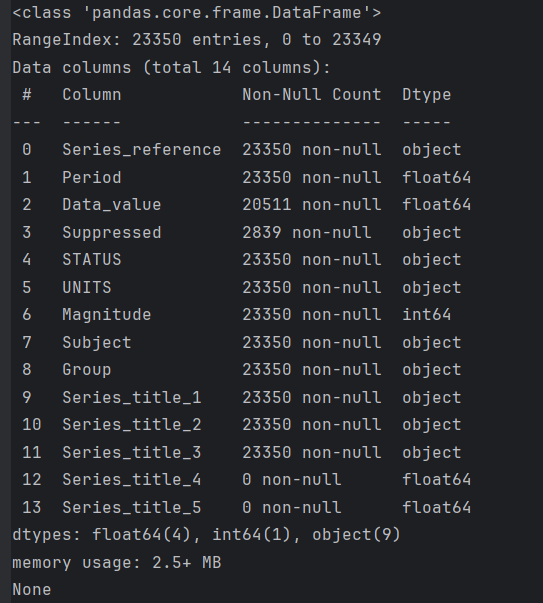 <class 'pandas.core.frame.DataFrame'>
RangeIndex: 23350 entries, 0 to 23349
Data columns (total 14 columns):
 #   Column             Non-Null Count  Dtype
---  ------             --------------  -----
 0   Series_reference   23350 non-null  object
 1   Period             23350 non-null  float64
 2   Data_value         20511 non-null  float64
 3   Suppressed         2839 non-null   object
 4   STATUS             23350 non-null  object
 5   UNITS              23350 non-null  object
 6   Magnitude          23350 non-null  int64
 7   Subject            23350 non-null  object
 8   Group              23350 non-null  object
 9   Series_title_1     23350 non-null  object
 10  Series_title_2     23350 non-null  object
 11  Series_title_3     23350 non-null  object
 12  Series_title_4     0 non-null      float64
 13  Series_title_5     0 non-null      float64
dtypes: float64(4), int64(1), object(9)
memory usage: 2.5+ MB
None